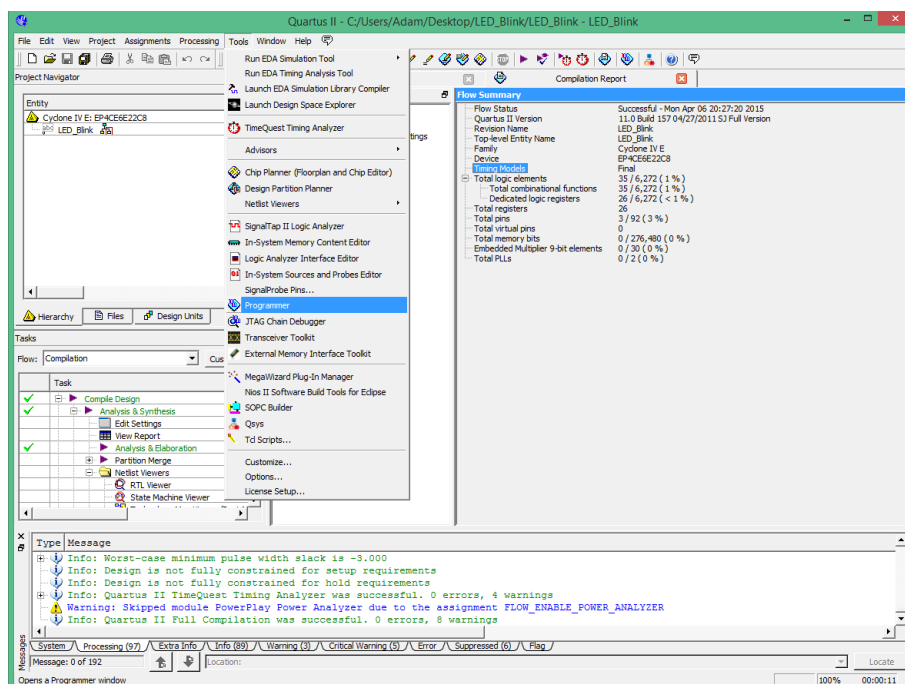 Quartus II - C:/Users/Adam/Desktop/LED_Blink/LED_Blink - LED_Blink
File Edit View Project Assignments Processing Tools Window Help
Project Navigator
Entity
Cyclone IV E: EP4CE6E22C8
LED_Blink
Hierarchy Files Design Units
Tasks
Flow: Compilation Cus
Task
Compile Design
Analysis & Synthesis
Edit Settings
View Report
Analysis & Elaboration
Partition Merge
Netlist Viewers
RTL Viewer
State Machine Viewer
Run EDA Simulation Tool
Run EDA Timing Analysis Tool
Launch EDA Simulation Library Compiler
Launch Design Space Explorer
TimeQuest Timing Analyzer
Advisors
Chip Planner (Floorplan and Chip Editor)
Design Partition Planner
Netlist Viewers
SignalTap II Logic Analyzer
In-System Memory Content Editor
Logic Analyzer Interface Editor
In-System Sources and Probes Editor
SignalProbe Pins...
Programmer
JTAG Chain Debugger
Transceiver Toolkit
External Memory Interface Toolkit
MegaWizard Plug-In Manager
Nios II Software Build Tools for Eclipse
SOPC Builder
Qsys
Tcl Scripts...
Customize...
Options...
License Setup...
tings
Compilation Report
Flow Summary
Flow Status Successful - Mon Apr 06 20:27:20 2015
Quartus II Version 11.0 Build 157 04/27/2011 SJ Full Version
Revision Name LED_Blink
Top-level Entity Name LED_Blink
Family Cyclone IV E
Device EP4CE6E22C8
Timing Models Final
Total logic elements 35 / 6,272 ( 1 % )
Total combinational functions 35 / 6,272 ( 1 % )
Dedicated logic registers 26 / 6,272 ( < 1 % )
Total registers 26
Total pins 3 / 92 ( 3 % )
Total virtual pins 0
Total memory bits 0 / 276,480 ( 0 % )
Embedded Multiplier 9-bit elements 0 / 30 ( 0 % )
Total PLLs 0 / 2 ( 0 % )
Type Message
Info: Worst-case minimum pulse width slack is -3.000
Info: Design is not fully constrained for setup requirements
Info: Design is not fully constrained for hold requirements
Info: Quartus II TimeQuest Timing Analyzer was successful. 0 errors, 4 warnings
Warning: Skipped module PowerPlay Power Analyzer due to the assignment FLOW_ENABLE_POWER_ANALYZER
Info: Quartus II Full Compilation was successful. 0 errors, 8 warnings
System Processing (97) Extra Info Info (89) Warning (3) Critical Warning (5) Error Suppressed (6) Flag
Messages
Message: 0 of 192 Location: Locate
Opens a Programmer window 100% 00:00:11